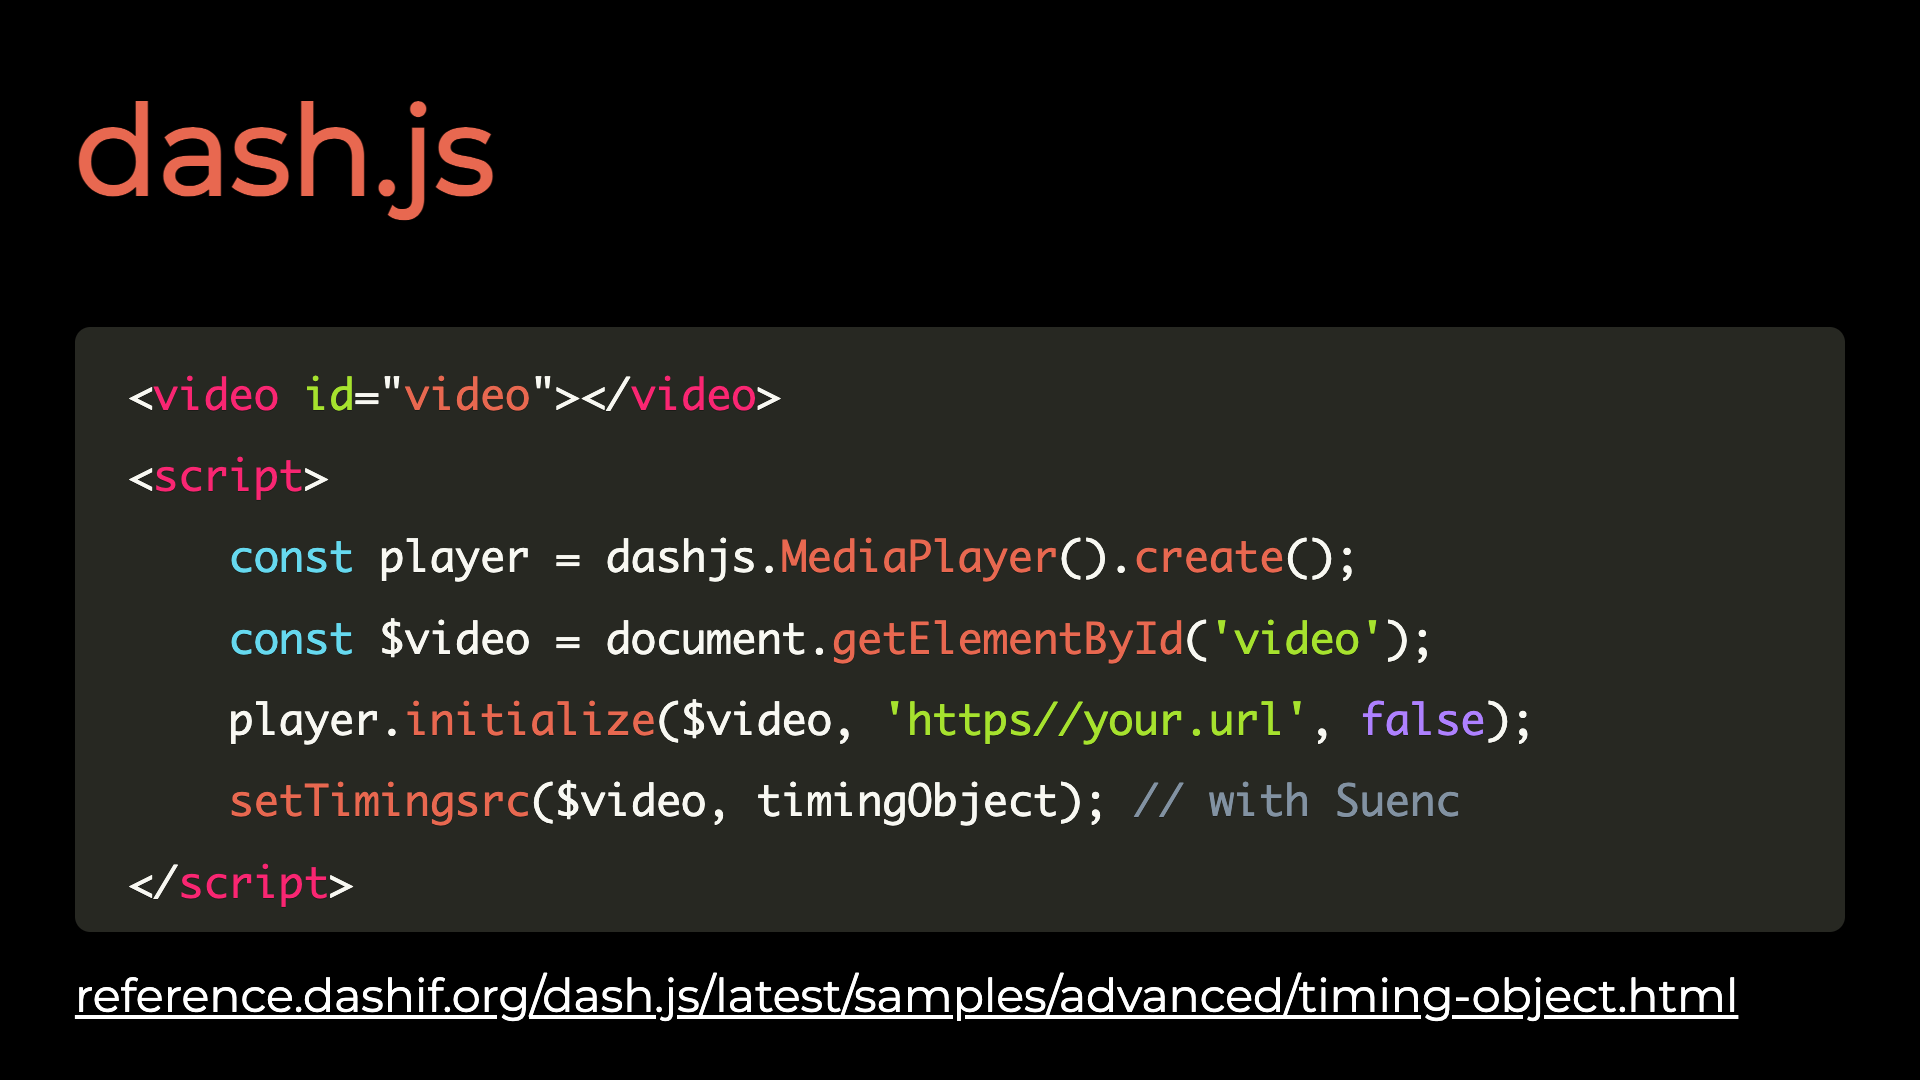 dash.js
<video id="video"></video>
<script>
    const player = dashjs.MediaPlayer().create();
    const $video = document.getElementById('video');
    player.initialize($video, 'https//your.url', false);
    setTimingsrc($video, timingObject); // with Suenc
</script>
reference.dashif.org/dash.js/latest/samples/advanced/timing-object.html